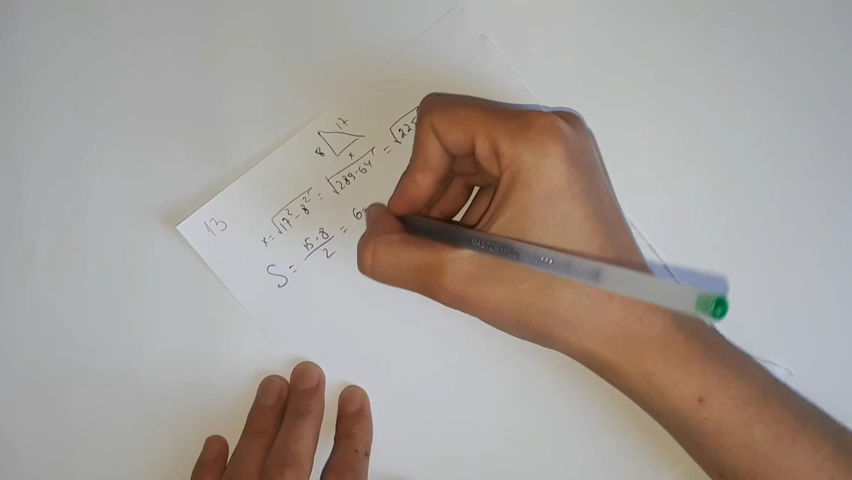 13.
17
8
x
x = √17² - 8² = √289-64 = √225
S = 15·8/2 = 6